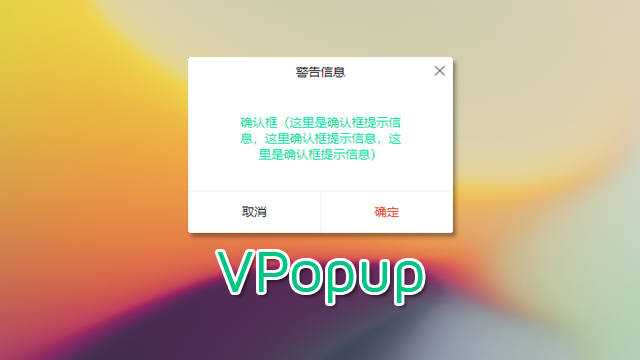 警告信息
确认框（这里是确认框提示信
息，这里确认框提示信息，这
里是确认框提示信息）
取消
确定
VPopup